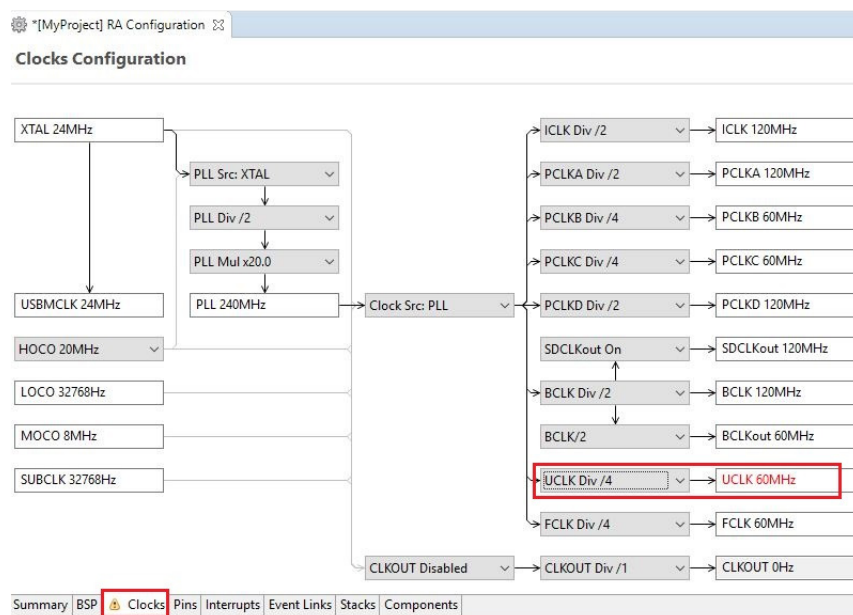 *[MyProject] RA Configuration
Clocks Configuration
XTAL 24MHz
ICLK Div /2
ICLK 120MHz
PLL Src: XTAL
PCLKA Div /2
PCLKA 120MHz
PLL Div /2
PCLKB Div /4
PCLKB 60MHz
PLL Mul x20.0
PCLKC Div /4
PCLKC 60MHz
USBMCLK 24MHz
PLL 240MHz
Clock Src: PLL
PCLKD Div /2
PCLKD 120MHz
HOCO 20MHz
SDCLKout On
SDCLKout 120MHz
LOCO 32768Hz
BCLK Div /2
BCLK 120MHz
MOCO 8MHz
BCLK/2
BCLKout 60MHz
SUBCLK 32768Hz
UCLK Div /4
UCLK 60MHz
FCLK Div /4
FCLK 60MHz
CLKOUT Disabled
CLKOUT Div /1
CLKOUT 0Hz
Summary BSP Clocks Pins Interrupts Event Links Stacks Components